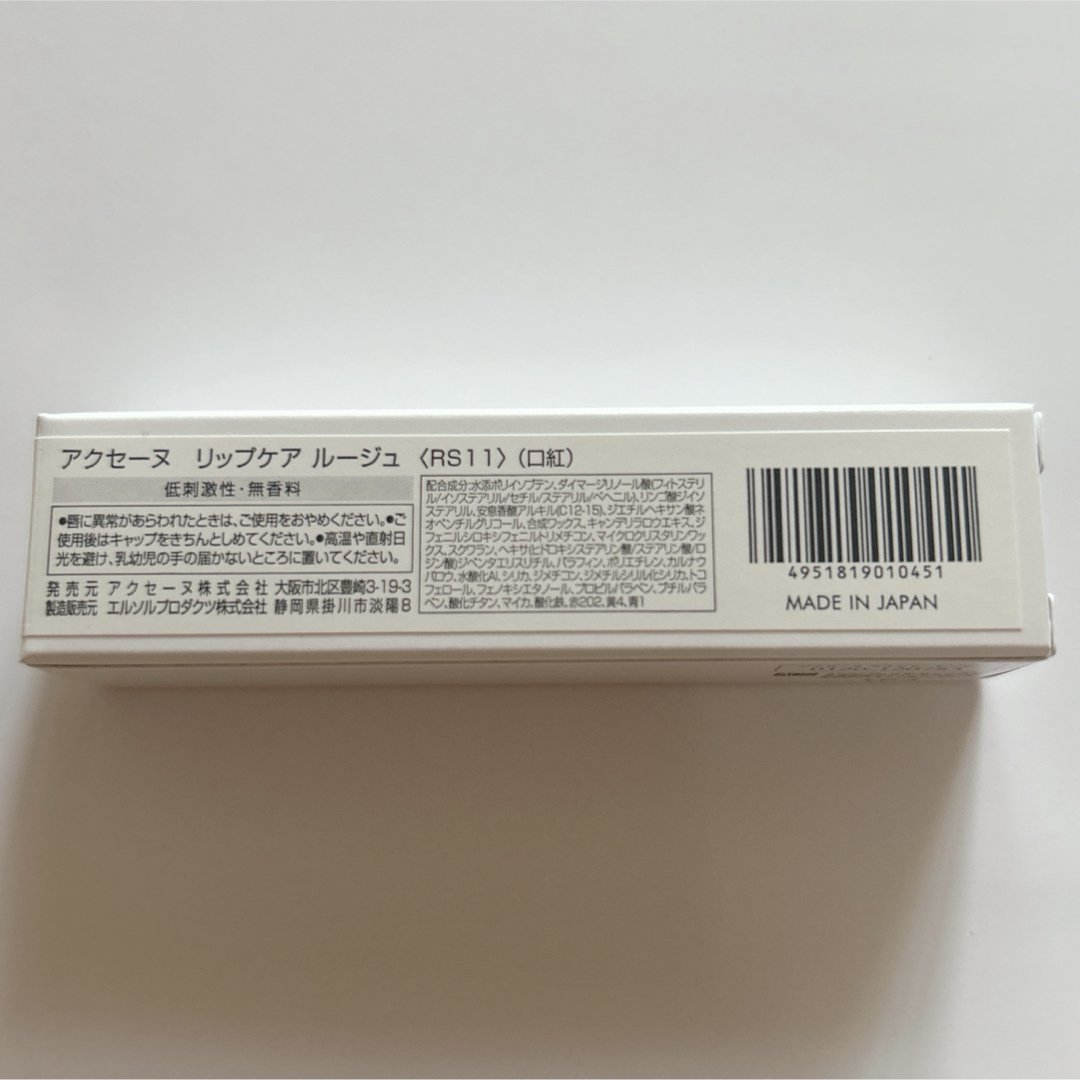 アクセーヌ　リップケア ルージュ 〈RS11〉(口紅)
低刺激性・無香料
●唇に異常があらわれたときは、ご使用をおやめください。●ご
使用後はキャップをきちんとしめてください。●高温や直射日
光を避け、乳幼児の手の届かないところに置いてください。
発売元 アクセーヌ株式会社 大阪市北区豊崎3-19-3
製造販売元 エルソルプロダクツ株式会社 静岡県掛川市淡陽8
配合成分:水添ポリイソブテン、ダイマージリノール酸(フィトステリ
ル/イソステアリル/セチル/ステアリル/ベヘニル)、リンゴ酸ジイソ
ステアリル、安息香酸アルキル(C12-15)、ジエチルヘキサン酸ネ
オペンチルグリコール、合成ワックス、キャンデリラロウエキス、ジ
フェニルシロキシフェニルトリメチコン、マイクロクリスタリンワッ
クス、スクワラン、ヘキサ(ヒドロキシステアリン酸/ステアリン酸/ロ
ジン酸)ジペンタエリスリチル、パラフィン、ポリエチレン、カルナウ
バロウ、水酸化Al、シリカ、ジメチコン、ジメチルシリル化シリカ、トコ
フェロール、フェノキシエタノール、プロピルパラベン、ブチルパラ
ベン、酸化チタン、マイカ、酸化鉄、赤202、黄4、青1
4951819010451
MADE IN JAPAN